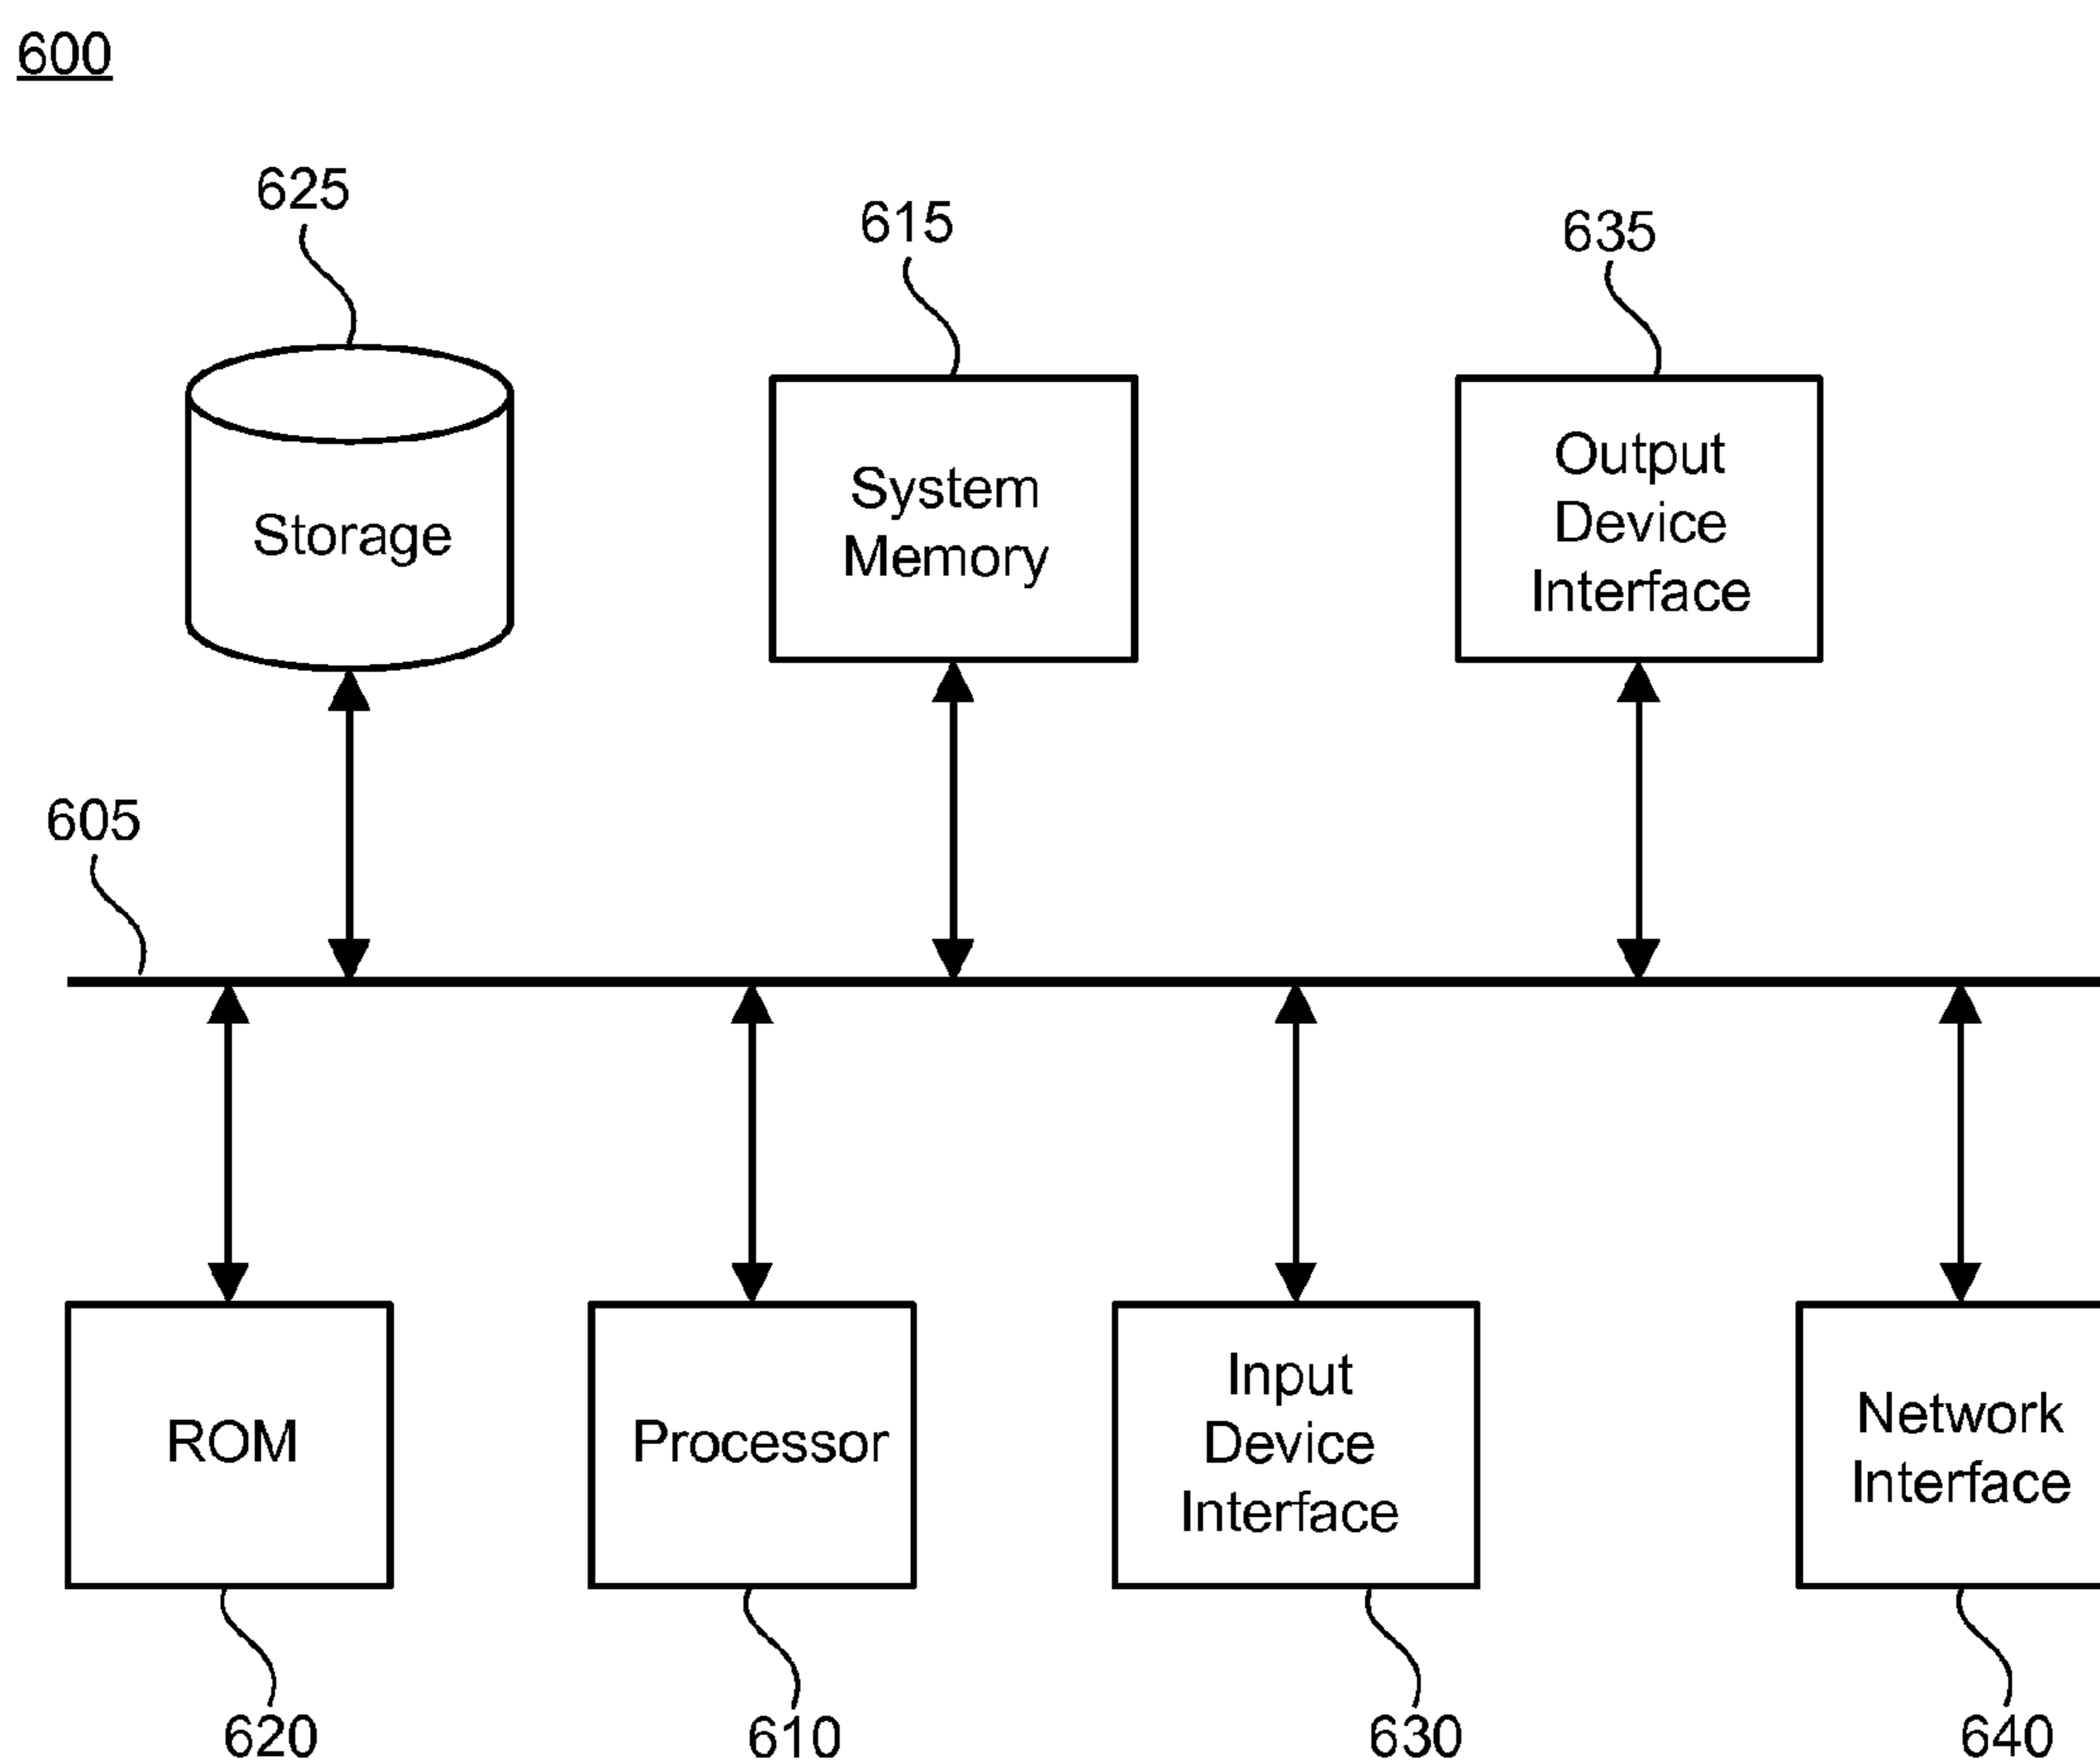 600
625
615
635
Storage
System
Memory
Output
Device
Interface
605
ROM
Processor
Input
Device
Interface
Network
Interface
620
610
630
640